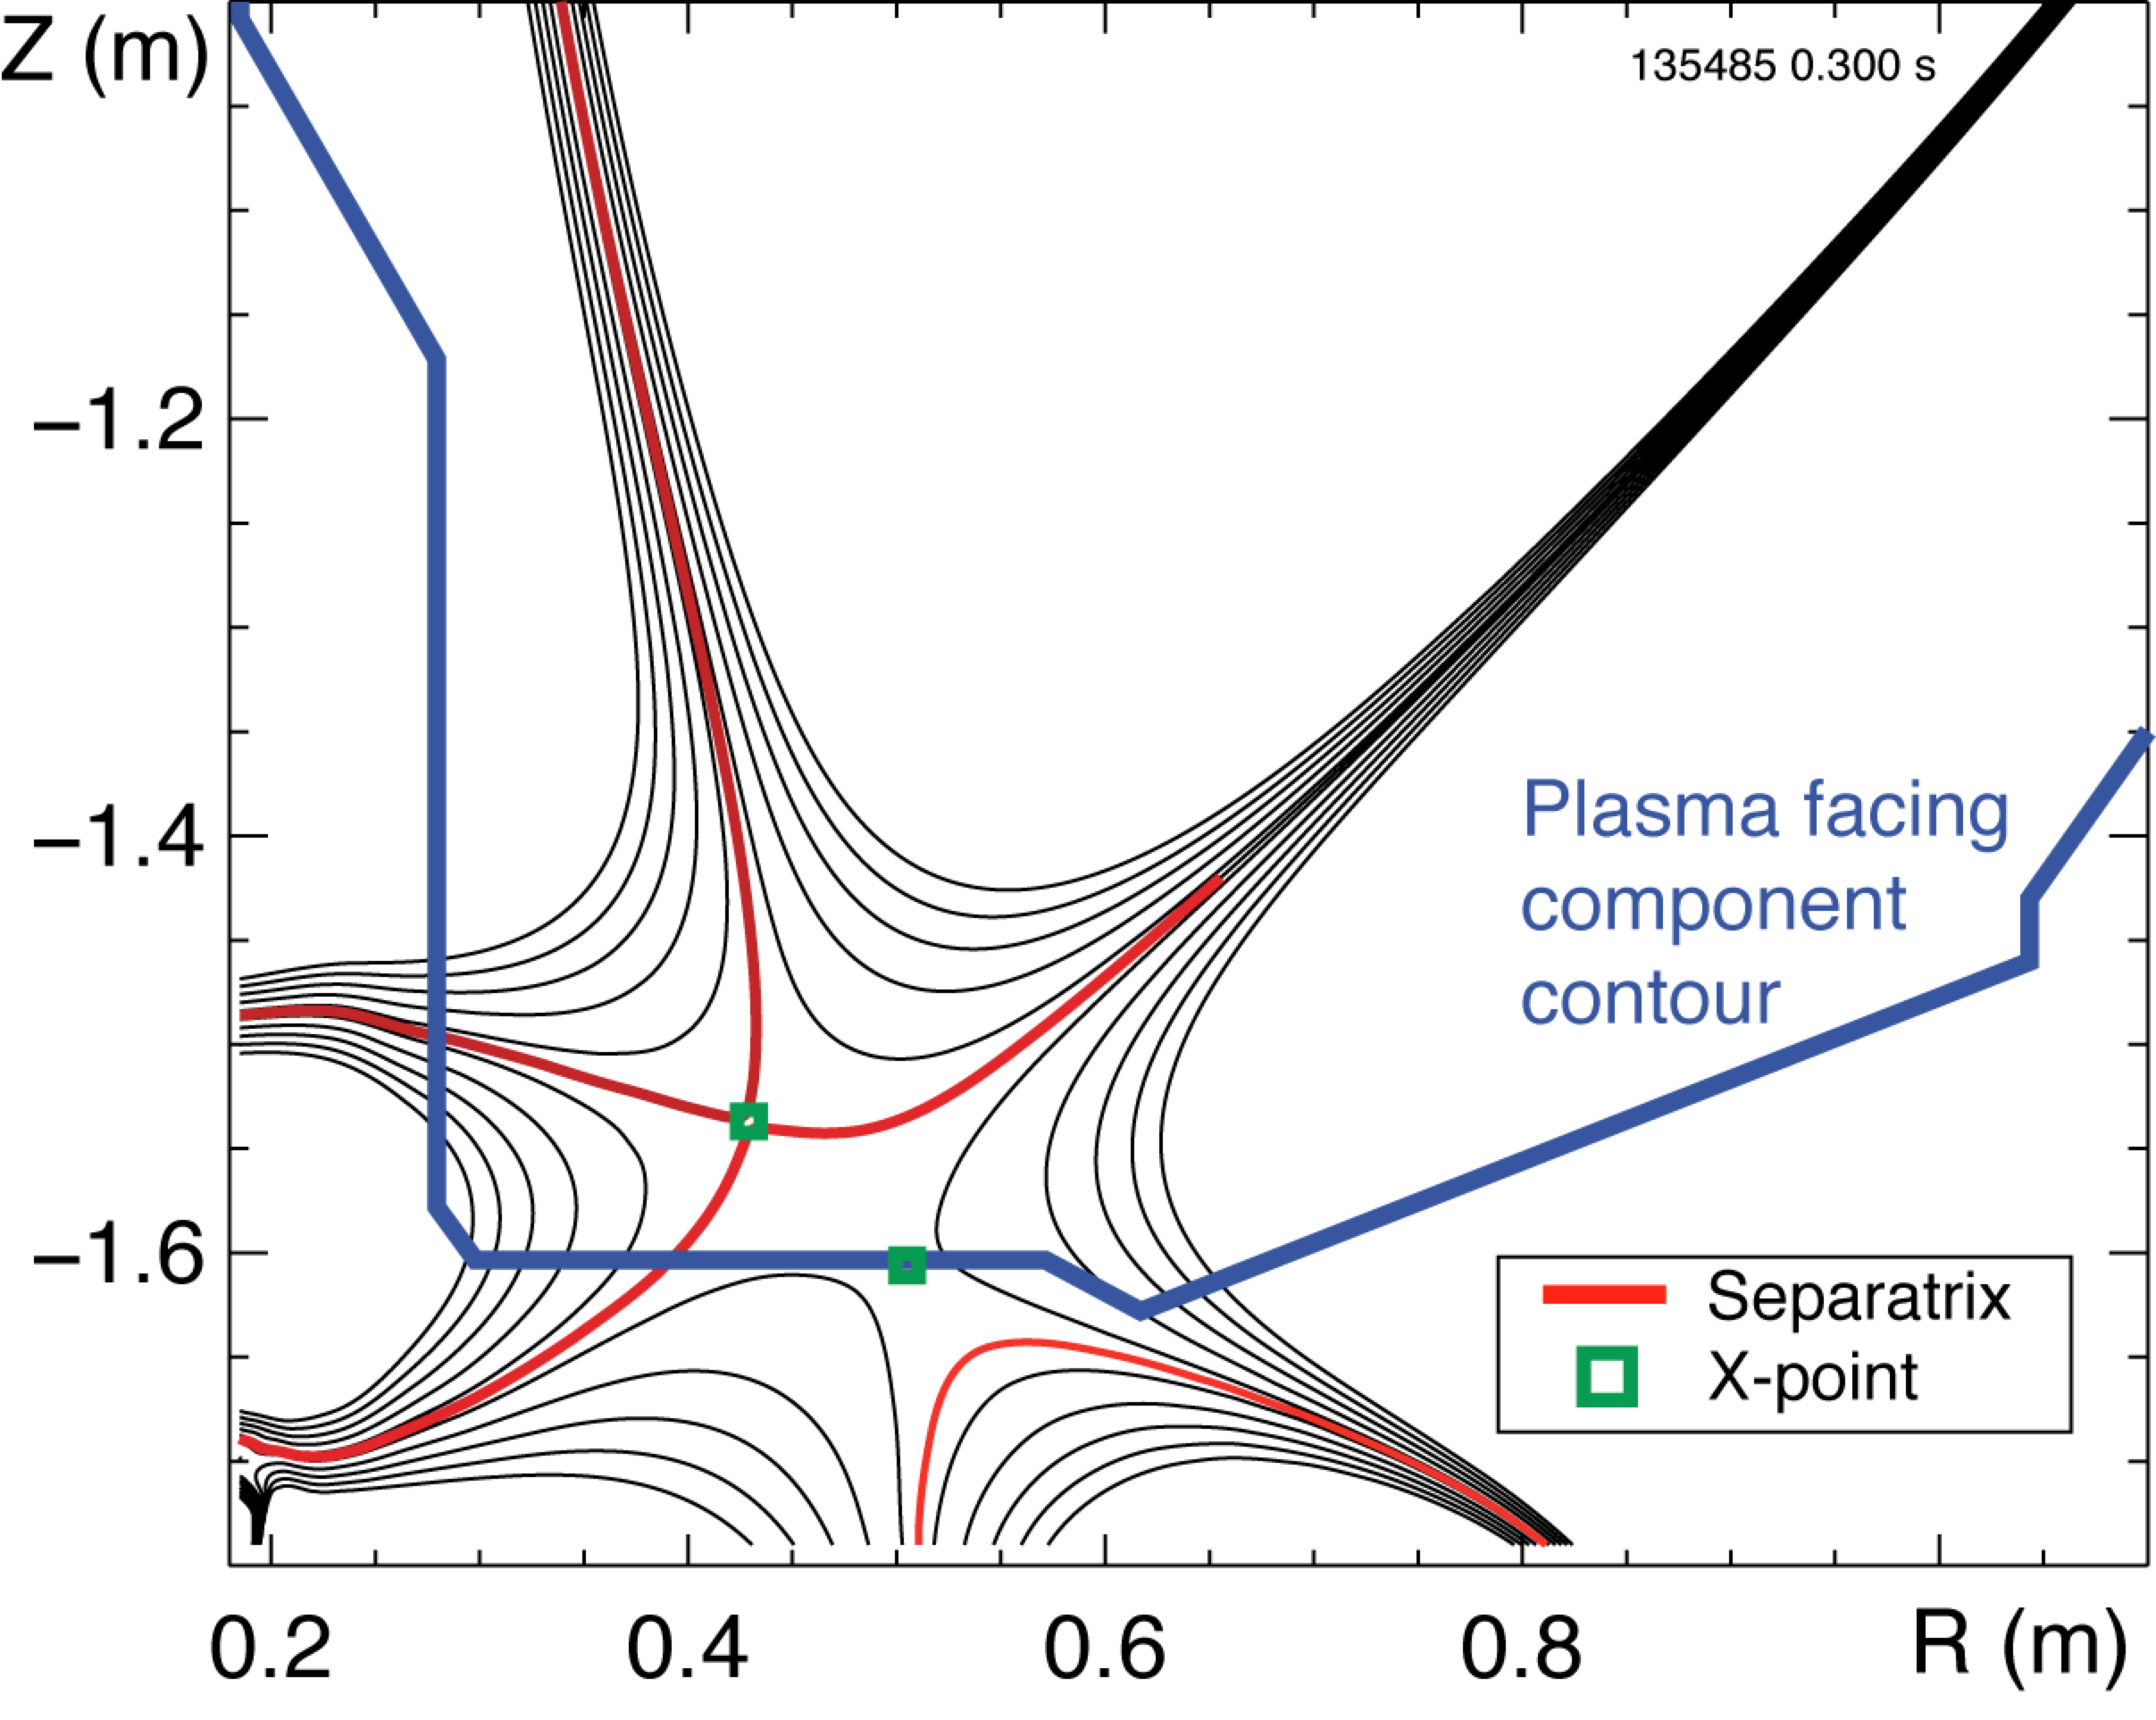 Z (m)
135485 0.300 s
−1.2
−1.4
−1.6
Plasma facing
component
contour
Separatrix
X-point
0.2 0.4 0.6 0.8 R (m)